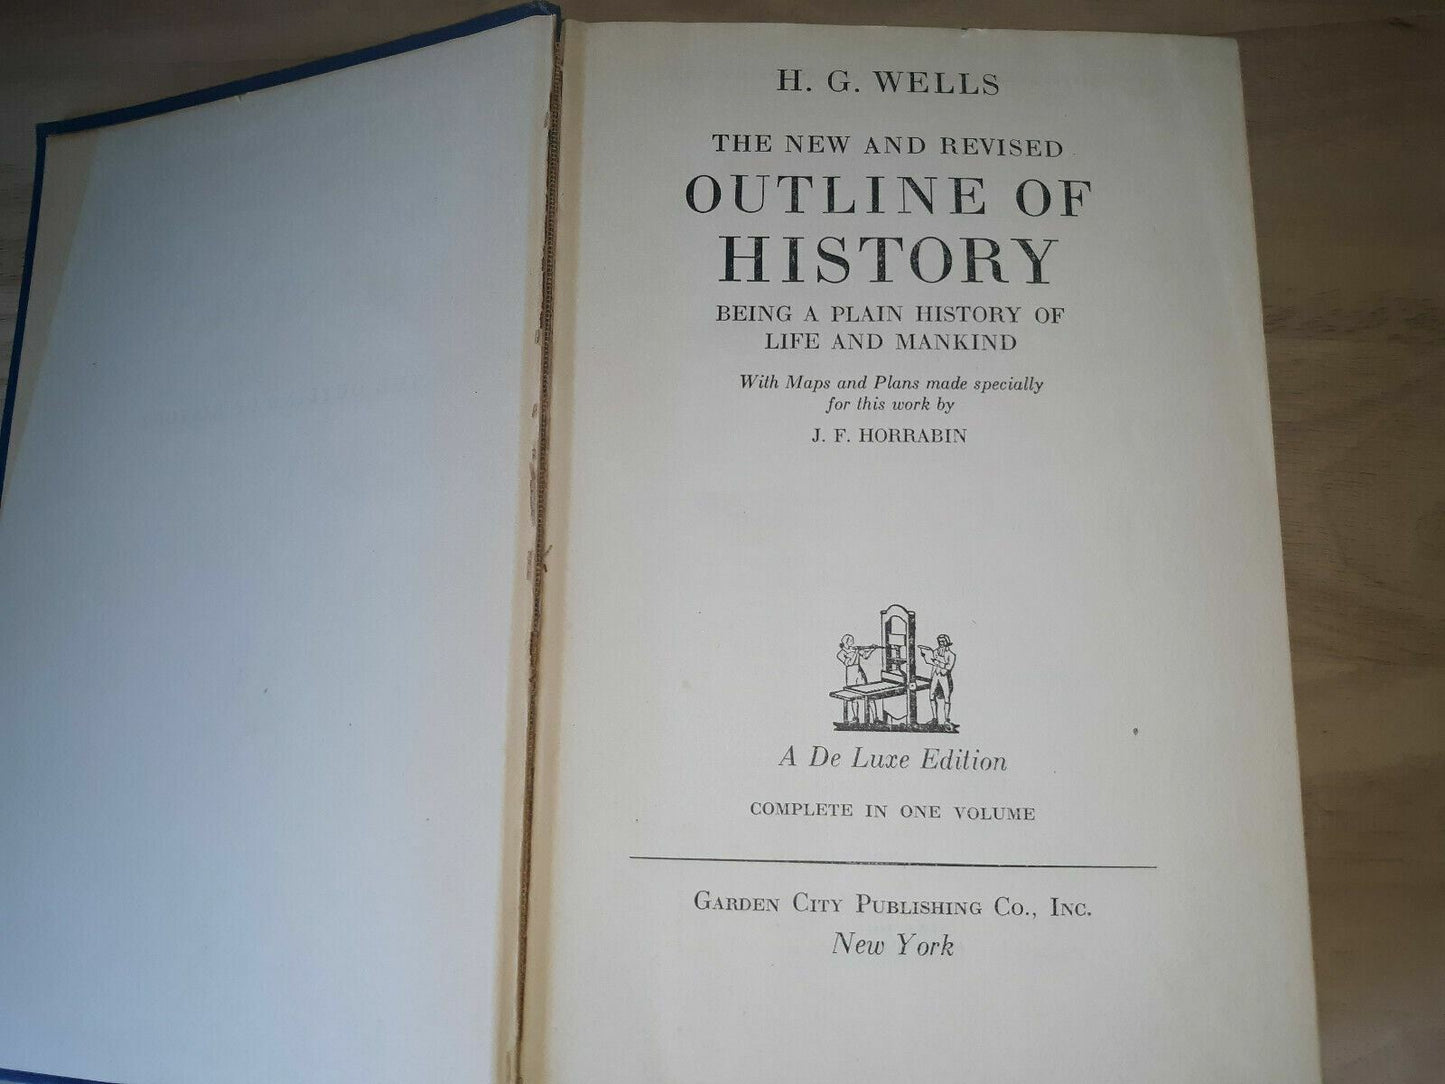 H. G. WELLS
THE NEW AND REVISED
OUTLINE OF
HISTORY
BEING A PLAIN HISTORY OF
LIFE AND MANKIND
With Maps and Plans made specially
for this work by
J. F. HORRABIN
A De Luxe Edition
COMPLETE IN ONE VOLUME
GARDEN CITY PUBLISHING CO., INC.
New York